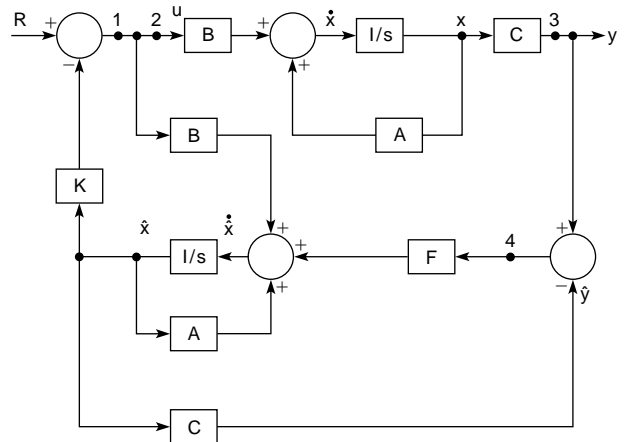 R + 1 2 u B + ẋ I/s x C 3 y
− + A
B
K
x̂ x̂̇ + + 4 +
I/s F
+ − ŷ
A
C